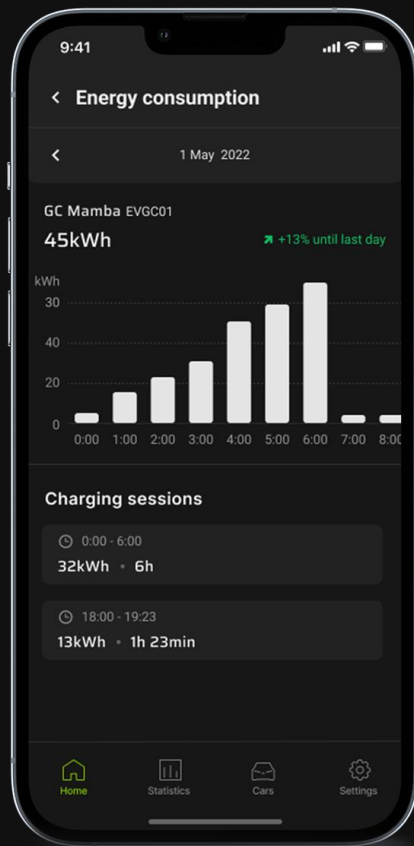 9:41
Energy consumption
1 May 2022
GC Mamba EVGC01
45kWh
+13% until last day
kWh
30
40
20
0
0:00 1:00 2:00 3:00 4:00 5:00 6:00 7:00 8:00
Charging sessions
0:00 - 6:00
32kWh • 6h
18:00 - 19:23
13kWh • 1h 23min
Home Statistics Cars Settings